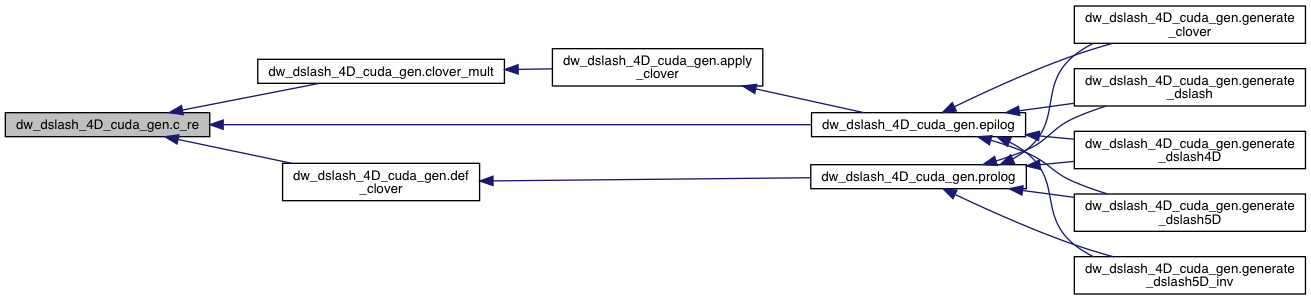 dw_dslash_4D_cuda_gen.c_re
dw_dslash_4D_cuda_gen.clover_mult
dw_dslash_4D_cuda_gen.def
_clover
dw_dslash_4D_cuda_gen.apply
_clover
dw_dslash_4D_cuda_gen.epilog
dw_dslash_4D_cuda_gen.prolog
dw_dslash_4D_cuda_gen.generate
_clover
dw_dslash_4D_cuda_gen.generate
_dslash
dw_dslash_4D_cuda_gen.generate
_dslash4D
dw_dslash_4D_cuda_gen.generate
_dslash5D
dw_dslash_4D_cuda_gen.generate
_dslash5D_inv